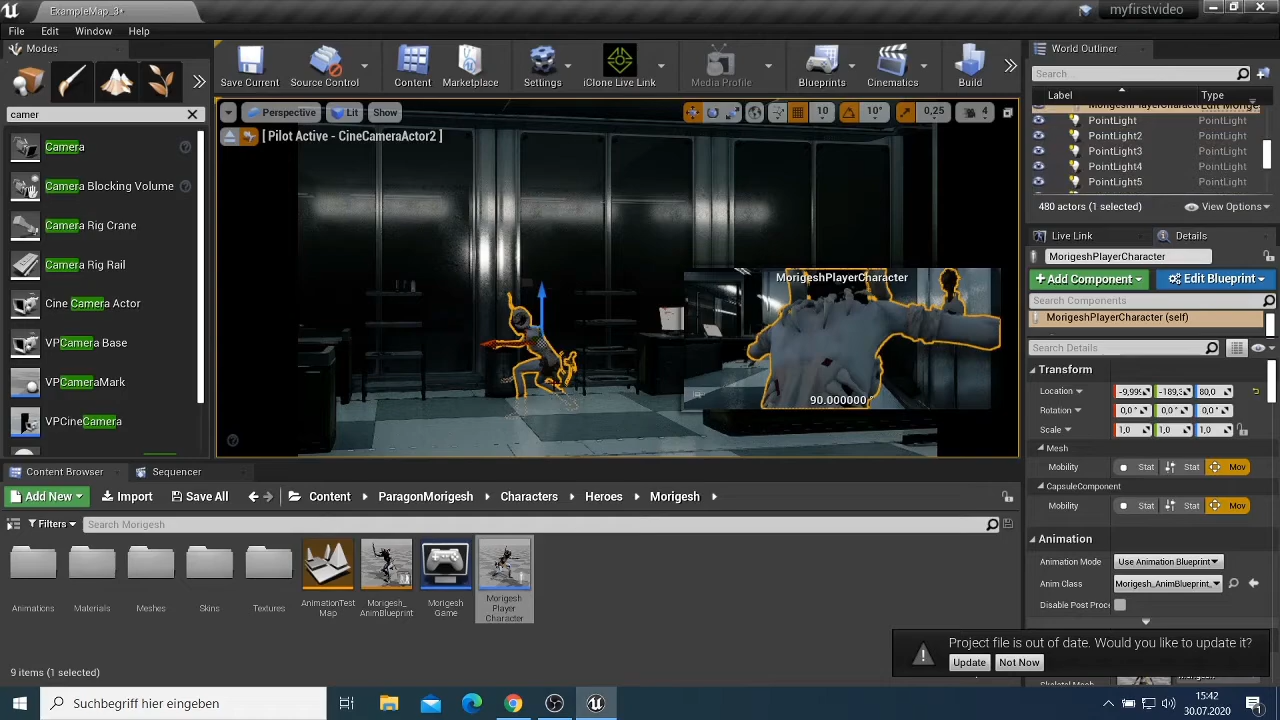 ExampleMap_3*
myfirstvideo
File Edit Window Help
Modes
camer
Camera
Camera Blocking Volume
Camera Rig Crane
Camera Rig Rail
Cine Camera Actor
VPCamera Base
VPCameraMark
VPCineCamera
Save Current
Source Control
Content
Marketplace
Settings
iClone Live Link
Media Profile
Blueprints
Cinematics
Build
Perspective Lit Show
10 10° 0,25 4
[ Pilot Active - CineCameraActor2 ]
MorigeshPlayerCharacter
90.000000
World Outliner
Search...
Label Type
PointLight PointLight
PointLight2 PointLight
PointLight3 PointLight
PointLight4 PointLight
PointLight5 PointLight
480 actors (1 selected) View Options
Live Link Details
MorigeshPlayerCharacter
+Add Component Edit Blueprint
Search Components
MorigeshPlayerCharacter (self)
Search Details
Transform
Location 80,0
Rotation 0,0° 0,0° 0,0°
Scale 1,0 1,0 1,0
Mesh
Mobility Stat Stat Mov
CapsuleComponent
Mobility Stat Stat Mov
Animation
Animation Mode Use Animation Blueprint
Anim Class Morigesh_AnimBlueprint_
Disable Post Proce
Content Browser Sequencer
Add New Import Save All Content ParagonMorigesh Characters Heroes Morigesh
Filters Search Morigesh
Animations
Materials
Meshes
Skins
Textures
AnimationTest
Map
Morigesh_
AnimBlueprint
Morigesh
Game
Morigesh
Player
Character
9 items (1 selected)
Project file is out of date. Would you like to update it?
Update Not Now
Suchbegriff hier eingeben
15:42
30.07.2020
1